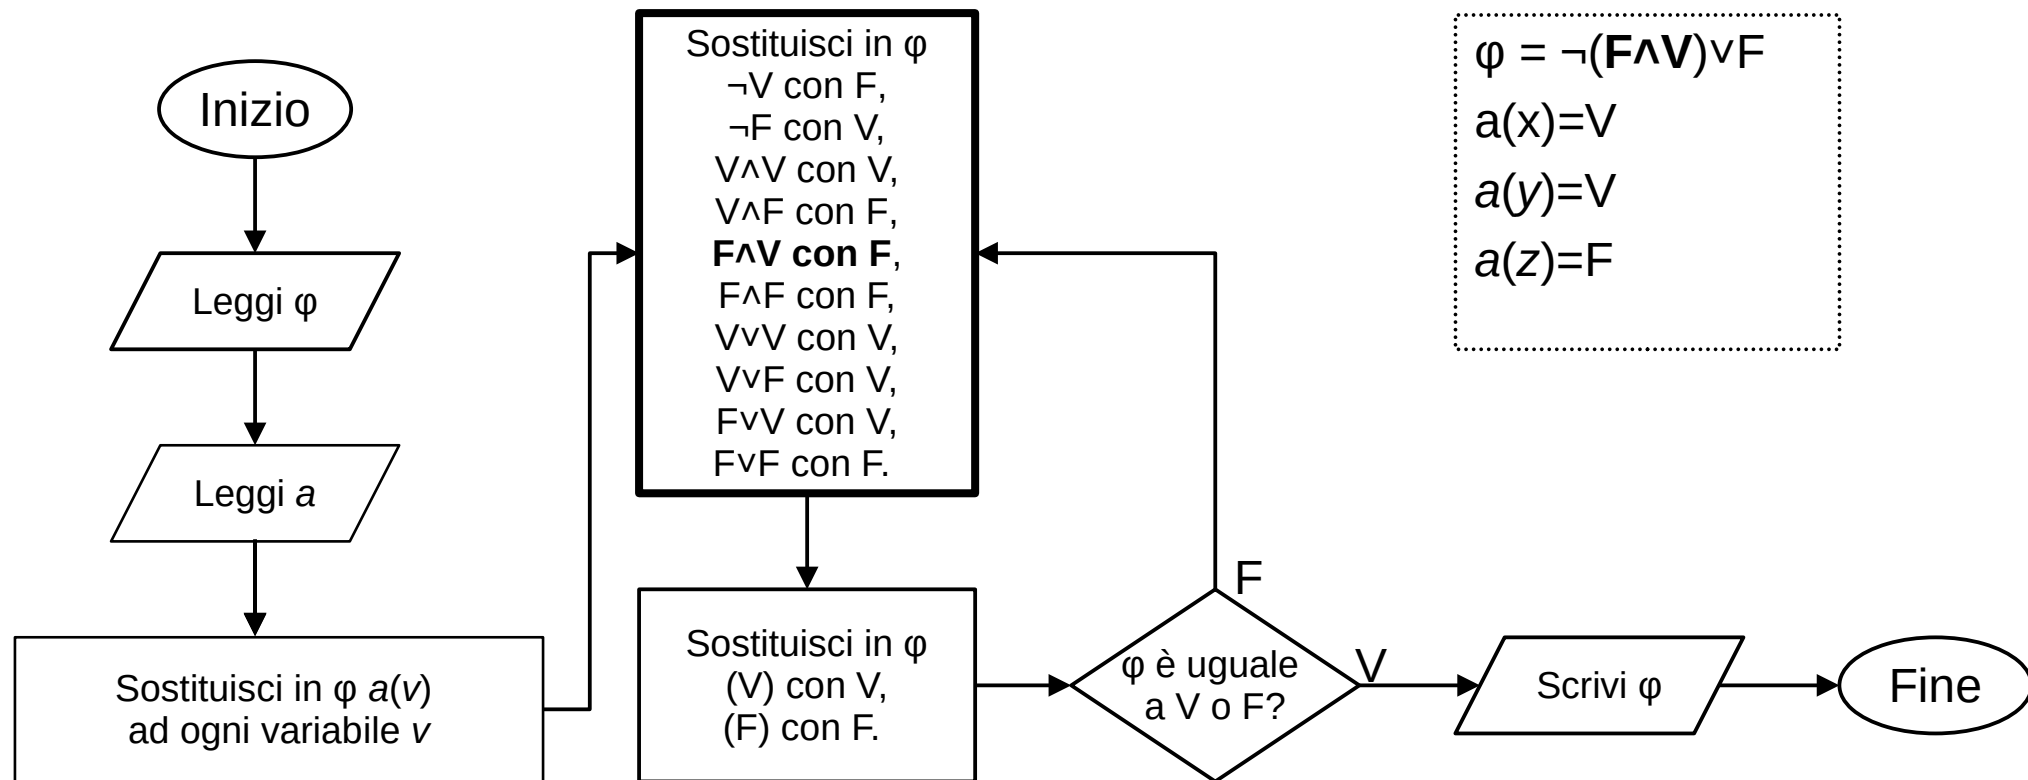 Inizio
Leggi φ
Leggi a
Sostituisci in φ a(v)
ad ogni variabile v
Sostituisci in φ
¬V con F,
¬F con V,
V∧V con V,
V∧F con F,
F∧V con F,
F∧F con F,
V∨V con V,
V∨F con V,
F∨V con V,
F∨F con F.
Sostituisci in φ
(V) con V,
(F) con F.
φ è uguale
a V o F?
F
V
Scrivi φ
Fine
φ = ¬(F∧V)∨F
a(x)=V
a(y)=V
a(z)=F